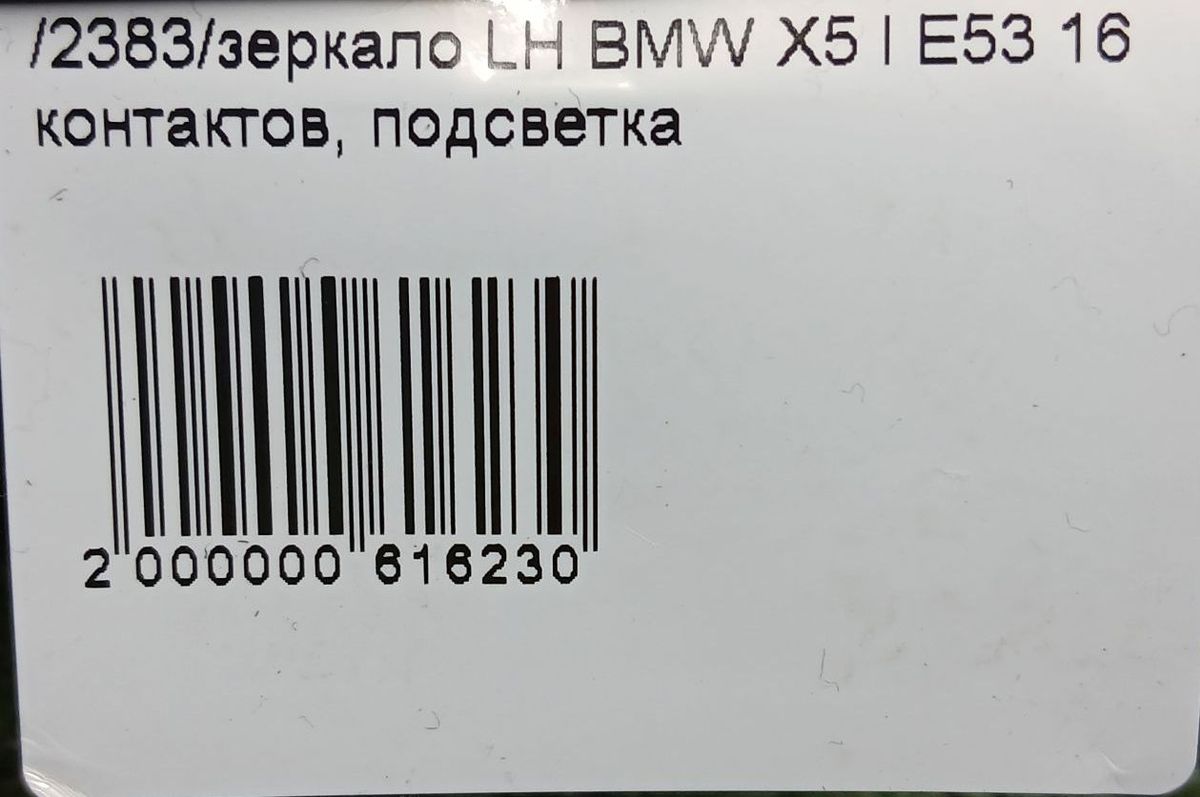 /2383/зеркало LH BMW X5 I E53 16
контактов, подсветка
2 000000 616230